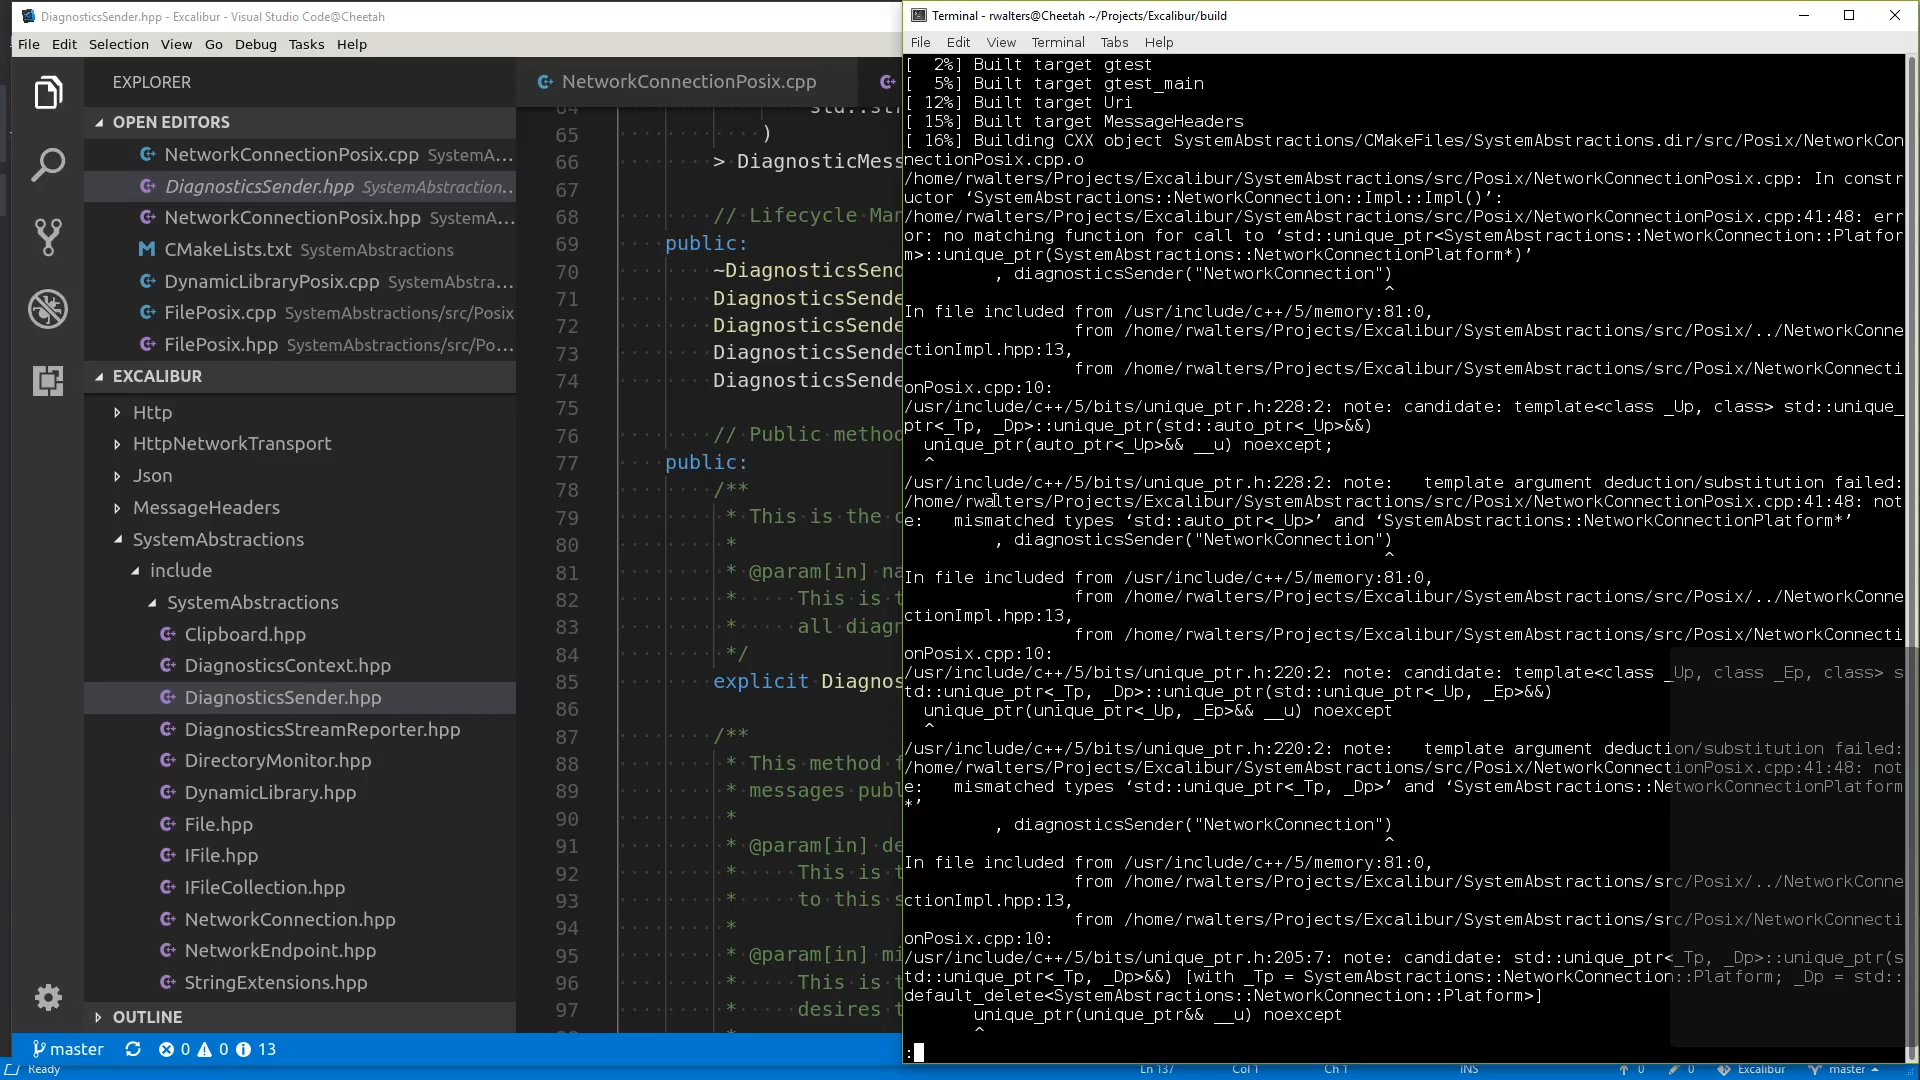 DiagnosticsSender.hpp - Excalibur - Visual Studio Code@Cheetah
File Edit Selection View Go Debug Tasks Help
EXPLORER
OPEN EDITORS
NetworkConnectionPosix.cpp SystemA...
DiagnosticsSender.hpp SystemAbstraction...
NetworkConnectionPosix.hpp SystemA...
CMakeLists.txt SystemAbstractions
DynamicLibraryPosix.cpp SystemAbstra...
FilePosix.cpp SystemAbstractions/src/Posix
FilePosix.hpp SystemAbstractions/src/Po...
EXCALIBUR
Http
HttpNetworkTransport
Json
MessageHeaders
SystemAbstractions
include
SystemAbstractions
Clipboard.hpp
DiagnosticsContext.hpp
DiagnosticsSender.hpp
DiagnosticsStreamReporter.hpp
DirectoryMonitor.hpp
DynamicLibrary.hpp
File.hpp
IFile.hpp
IFileCollection.hpp
NetworkConnection.hpp
NetworkEndpoint.hpp
StringExtensions.hpp
OUTLINE
master 0 0 13
NetworkConnectionPosix.cpp
64 std::str
65 )
66 > DiagnosticMess
67
68 // Lifecycle Man
69 public:
70 ~DiagnosticsSend
71 DiagnosticsSende
72 DiagnosticsSende
73 DiagnosticsSende
74 DiagnosticsSende
75
76 // Public method
77 public:
78 /**
79 * This is the c
80 *
81 * @param[in] na
82 * This is t
83 * all diagn
84 */
85 explicit Diagnos
86
87 /**
88 * This method f
89 * messages publ
90 *
91 * @param[in] de
92 * This is t
93 * to this s
94 *
95 * @param[in] mi
96 * This is t
97 * desires t
Terminal - rwalters@Cheetah ~/Projects/Excalibur/build
File Edit View Terminal Tabs Help
[  2%] Built target gtest
[  5%] Built target gtest_main
[ 12%] Built target Uri
[ 15%] Built target MessageHeaders
[ 16%] Building CXX object SystemAbstractions/CMakeFiles/SystemAbstractions.dir/src/Posix/NetworkCon
nectionPosix.cpp.o
/home/rwalters/Projects/Excalibur/SystemAbstractions/src/Posix/NetworkConnectionPosix.cpp: In constr
uctor ‘SystemAbstractions::NetworkConnection::Impl::Impl()’:
/home/rwalters/Projects/Excalibur/SystemAbstractions/src/Posix/NetworkConnectionPosix.cpp:41:48: err
or: no matching function for call to ‘std::unique_ptr<SystemAbstractions::NetworkConnection::Platfor
m>::unique_ptr(SystemAbstractions::NetworkConnectionPlatform*)’
, diagnosticsSender("NetworkConnection")
^
In file included from /usr/include/c++/5/memory:81:0,
from /home/rwalters/Projects/Excalibur/SystemAbstractions/src/Posix/../NetworkConne
ctionImpl.hpp:13,
from /home/rwalters/Projects/Excalibur/SystemAbstractions/src/Posix/NetworkConnecti
onPosix.cpp:10:
/usr/include/c++/5/bits/unique_ptr.h:228:2: note: candidate: template<class _Up, class> std::unique_
ptr<_Tp, _Dp>::unique_ptr(std::auto_ptr<_Up>&&)
unique_ptr(auto_ptr<_Up>&& __u) noexcept;
^
/usr/include/c++/5/bits/unique_ptr.h:228:2: note:   template argument deduction/substitution failed:
/home/rwalters/Projects/Excalibur/SystemAbstractions/src/Posix/NetworkConnectionPosix.cpp:41:48: not
e:   mismatched types ‘std::auto_ptr<_Up>’ and ‘SystemAbstractions::NetworkConnectionPlatform*’
, diagnosticsSender("NetworkConnection")
^
In file included from /usr/include/c++/5/memory:81:0,
from /home/rwalters/Projects/Excalibur/SystemAbstractions/src/Posix/../NetworkConne
ctionImpl.hpp:13,
from /home/rwalters/Projects/Excalibur/SystemAbstractions/src/Posix/NetworkConnecti
onPosix.cpp:10:
/usr/include/c++/5/bits/unique_ptr.h:220:2: note: candidate: template<class _Up, class _Ep, class> s
td::unique_ptr<_Tp, _Dp>::unique_ptr(std::unique_ptr<_Up, _Ep>&&)
unique_ptr(unique_ptr<_Up, _Ep>&& __u) noexcept
^
/usr/include/c++/5/bits/unique_ptr.h:220:2: note:   template argument deduction/substitution failed:
/home/rwalters/Projects/Excalibur/SystemAbstractions/src/Posix/NetworkConnectionPosix.cpp:41:48: not
e:   mismatched types ‘std::unique_ptr<_Tp, _Dp>’ and ‘SystemAbstractions::NetworkConnectionPlatform
*’
, diagnosticsSender("NetworkConnection")
^
In file included from /usr/include/c++/5/memory:81:0,
from /home/rwalters/Projects/Excalibur/SystemAbstractions/src/Posix/../NetworkConne
ctionImpl.hpp:13,
from /home/rwalters/Projects/Excalibur/SystemAbstractions/src/Posix/NetworkConnecti
onPosix.cpp:10:
/usr/include/c++/5/bits/unique_ptr.h:205:7: note: candidate: std::unique_ptr<_Tp, _Dp>::unique_ptr(s
td::unique_ptr<_Tp, _Dp>&&) [with _Tp = SystemAbstractions::NetworkConnection::Platform; _Dp = std::
default_delete<SystemAbstractions::NetworkConnection::Platform>]
unique_ptr(unique_ptr&& __u) noexcept
^
:
Ready Ln 137 Col 1 Ch 1 INS 0 0 Excalibur master